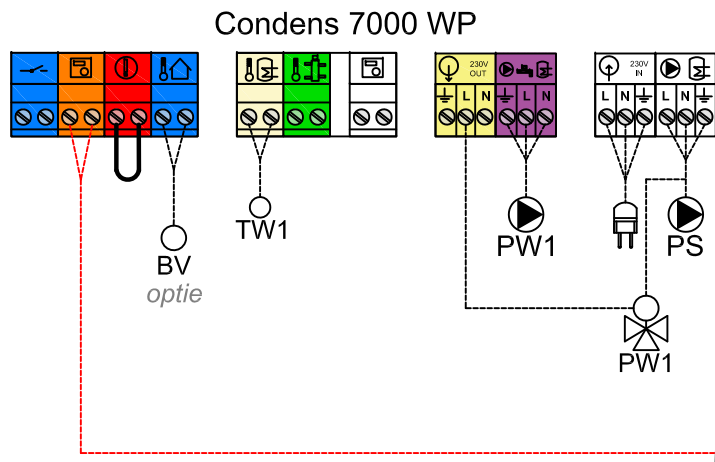 Condens 7000 WP
230V
OUT
230V
IN
L N
L N
L N
L N
TW1
BV
optie
PW1
PS
PW1